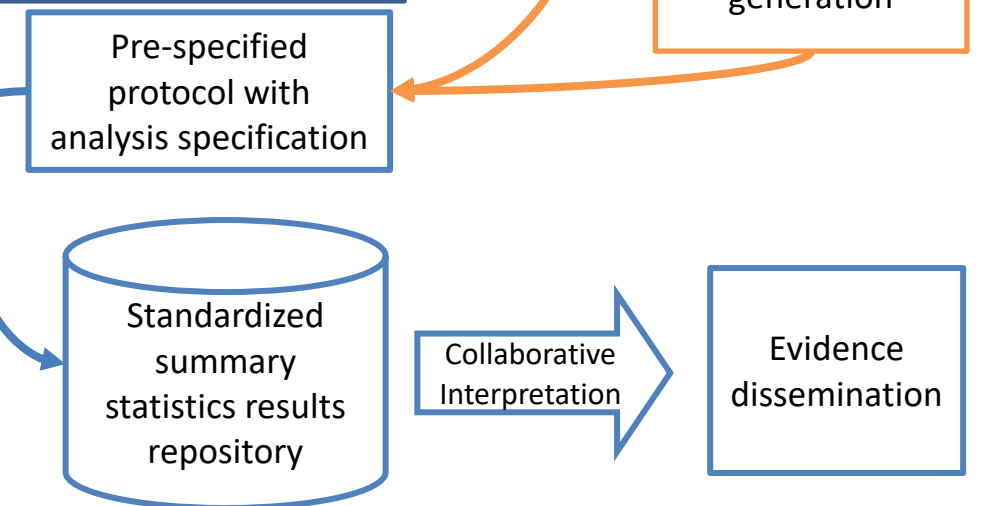 generation
Pre-specified
protocol with
analysis specification
Standardized
summary
statistics results
repository
Collaborative
Interpretation
Evidence
dissemination